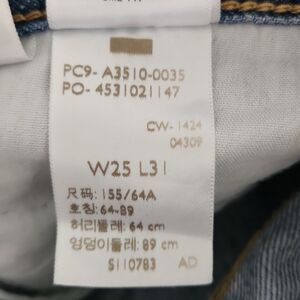 PC9- A3510-0035
PO- 4531021147
CW-1424
04309
W25 L31
尺码: 155/64A
호칭: 64-89
허리둘레: 64 cm
엉덩이둘레: 89 cm
S110783 AD